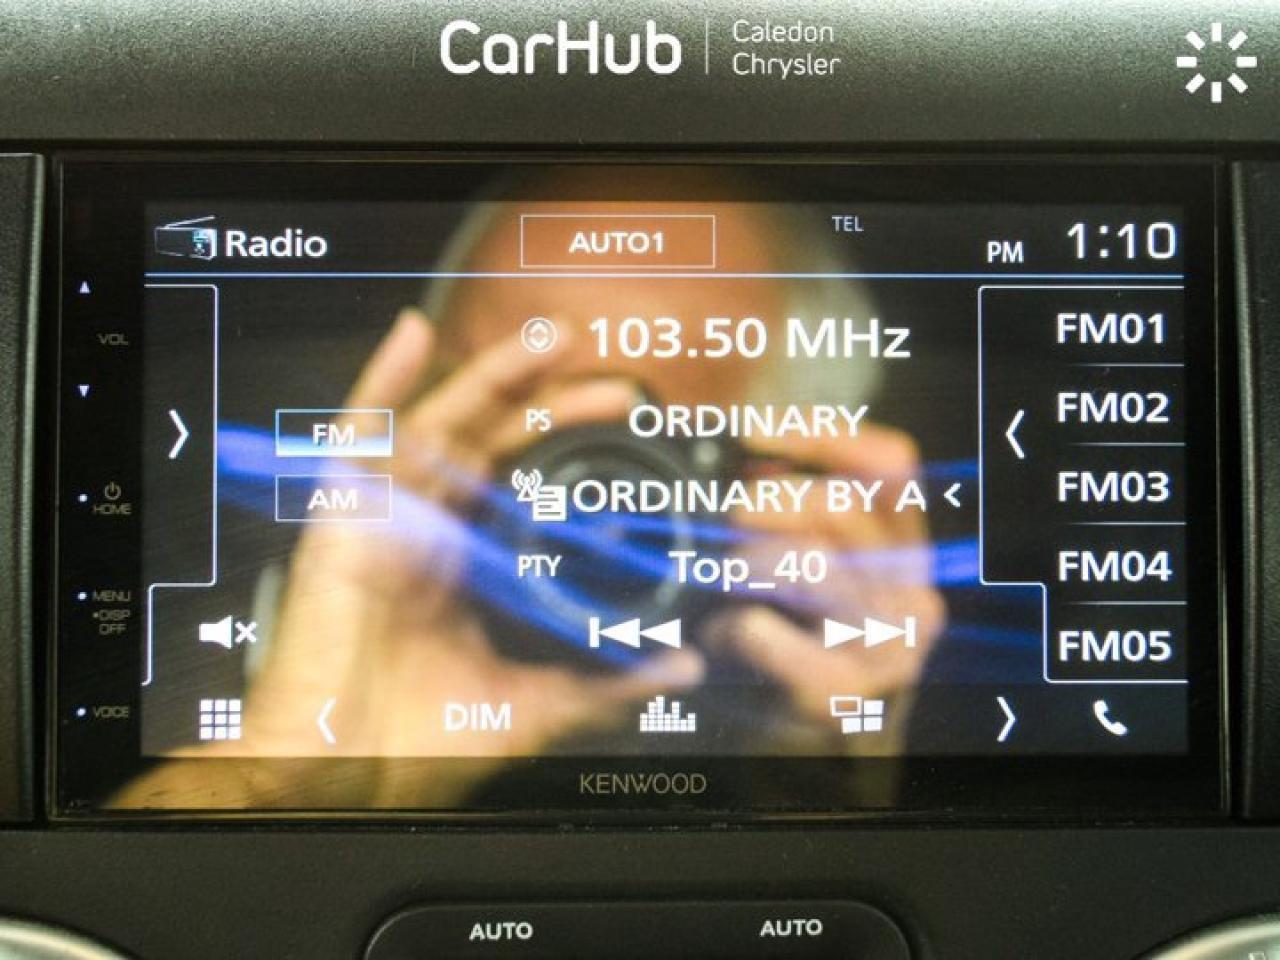 CarHub
Caledon
Chrysler
Radio
AUTO1
TEL
PM 1:10
VOL
103.50 MHz
FM01
FM
PS ORDINARY
FM02
AM
ORDINARY BY A <
FM03
HOME
PTY Top_40
FM04
MENU
•DISP
OFF
FM05
VOICE
DIM
KENWOOD
AUTO
AUTO